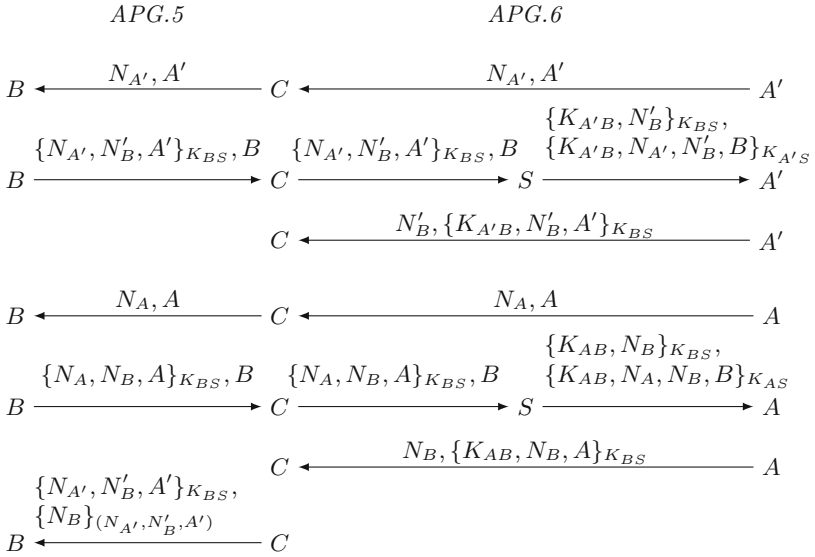 APG.5 APG.6
B N_{A'}, A' C N_{A'}, A' A'
{K_{A'B}, N'_B}_{K_{BS}},
{N_{A'}, N'_B, A'}_{K_{BS}}, B {N_{A'}, N'_B, A'}_{K_{BS}}, B {K_{A'B}, N_{A'}, N'_B, B}_{K_{A'S}}
B C S A'
C N'_B, {K_{A'B}, N'_B, A'}_{K_{BS}} A'
B N_A, A C N_A, A A
{K_{AB}, N_B}_{K_{BS}},
{N_A, N_B, A}_{K_{BS}}, B {N_A, N_B, A}_{K_{BS}}, B {K_{AB}, N_A, N_B, B}_{K_{AS}}
B C S A
C N_B, {K_{AB}, N_B, A}_{K_{BS}} A
{N_{A'}, N'_B, A'}_{K_{BS}},
{N_B}_{(N_{A'}, N'_B, A')}
B C